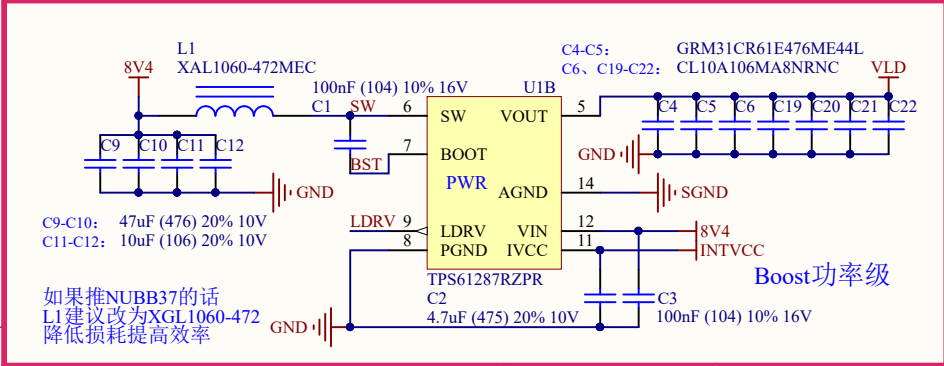 L1
XAL1060-472MEC
8V4
100nF (104) 10% 16V
C1
SW
BST
C9
C10
C11
C12
GND
C9-C10： 47uF (476) 20% 10V
C11-C12： 10uF (106) 20% 10V
如果推NUBB37的话
L1建议改为XGL1060-472
降低损耗提高效率
U1B
6
SW
VOUT
5
7
BOOT
PWR
AGND
14
SGND
LDRV
9
LDRV
VIN
12
8V4
8
PGND
IVCC
11
INTVCC
TPS61287RZPR
C2
4.7uF (475) 20% 10V
GND
C3
100nF (104) 10% 16V
C4-C5： GRM31CR61E476ME44L
C6、C19-C22： CL10A106MA8NRNC
VLD
C4
C5
C6
C19
C20
C21
C22
GND
Boost功率级